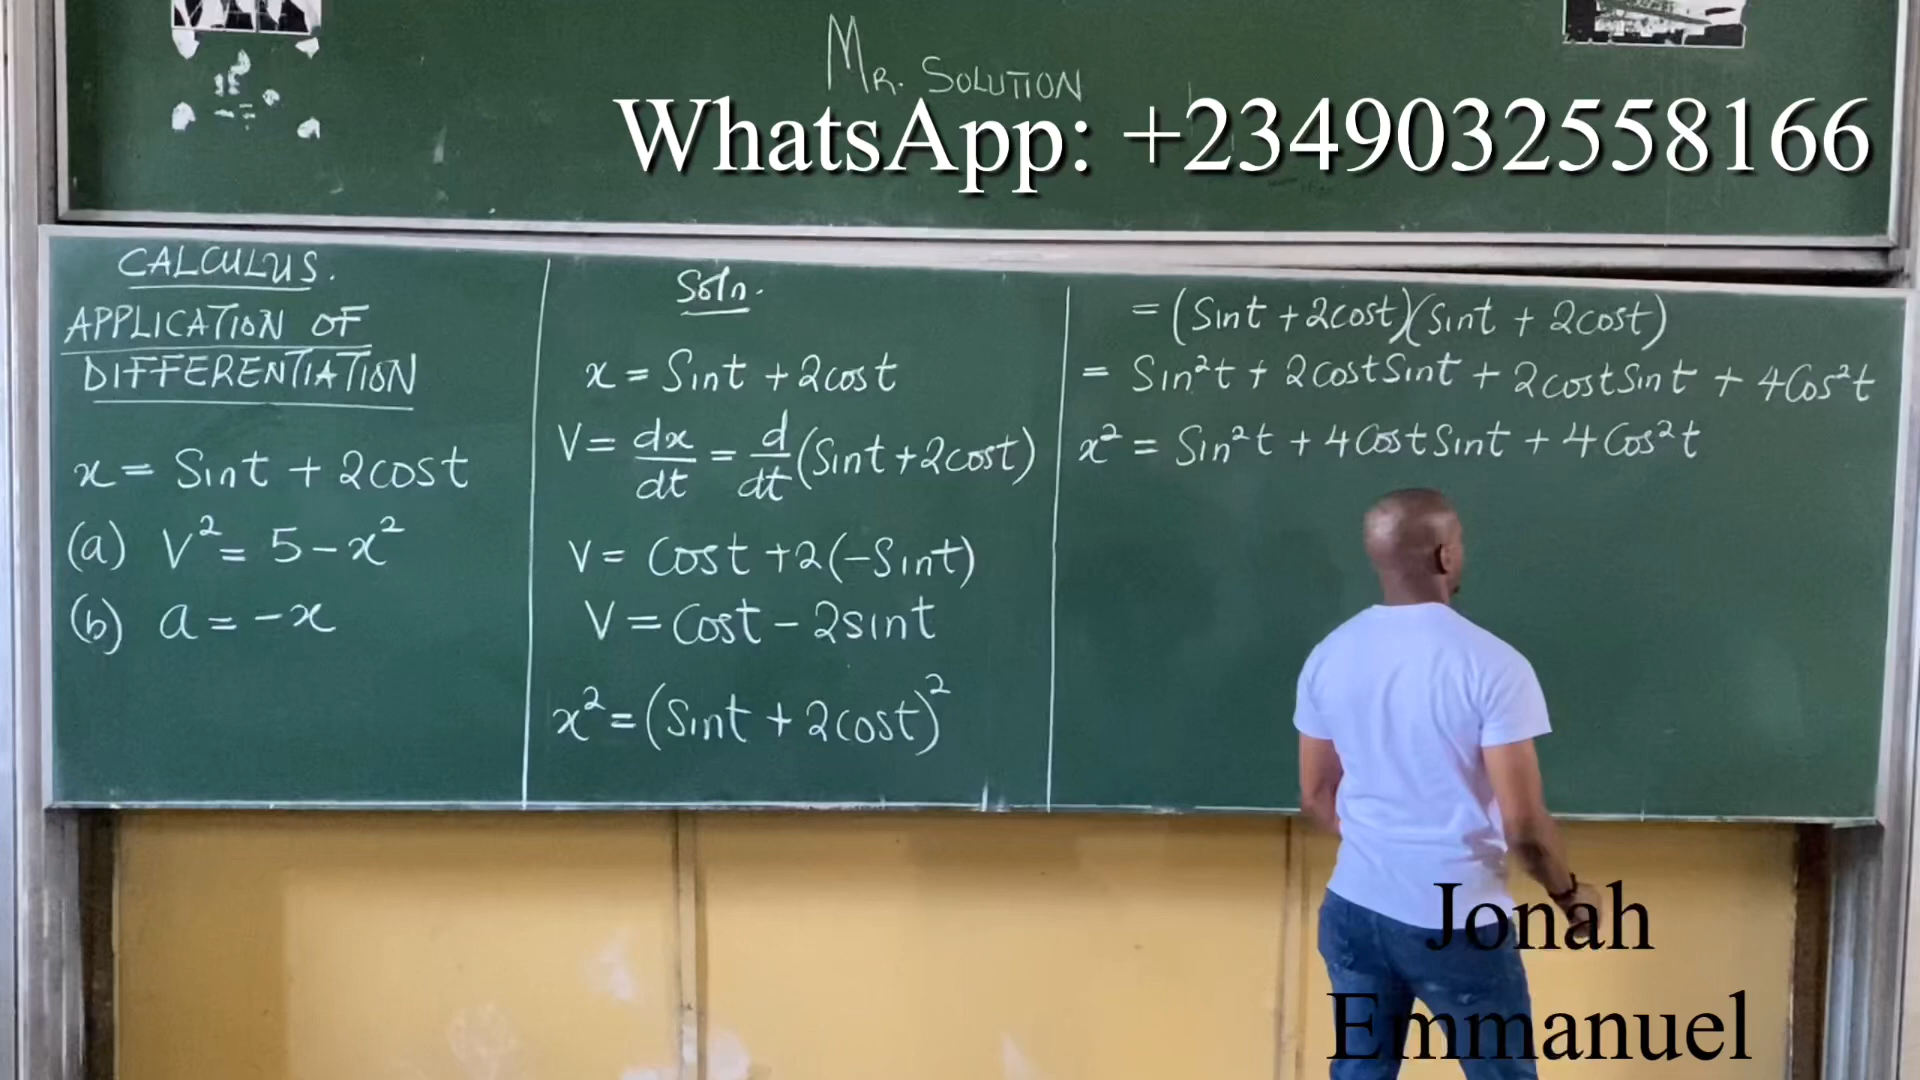 Mr. Solution
WhatsApp: +2349032558166
CALCULUS.
APPLICATION OF
DIFFERENTIATION
x = Sint + 2cost
(a) V² = 5 - x²
(b) a = -x
Soln.
x = Sint + 2cost
V = dx/dt = d/dt (Sint + 2cost)
V = Cost + 2(-Sint)
V = Cost - 2sint
x² = (Sint + 2cost)²
= (Sint + 2cost)(Sint + 2cost)
= Sin²t + 2costSint + 2costSint + 4Cos²t
x² = Sin²t + 4CostSint + 4Cos²t
Jonah
Emmanuel